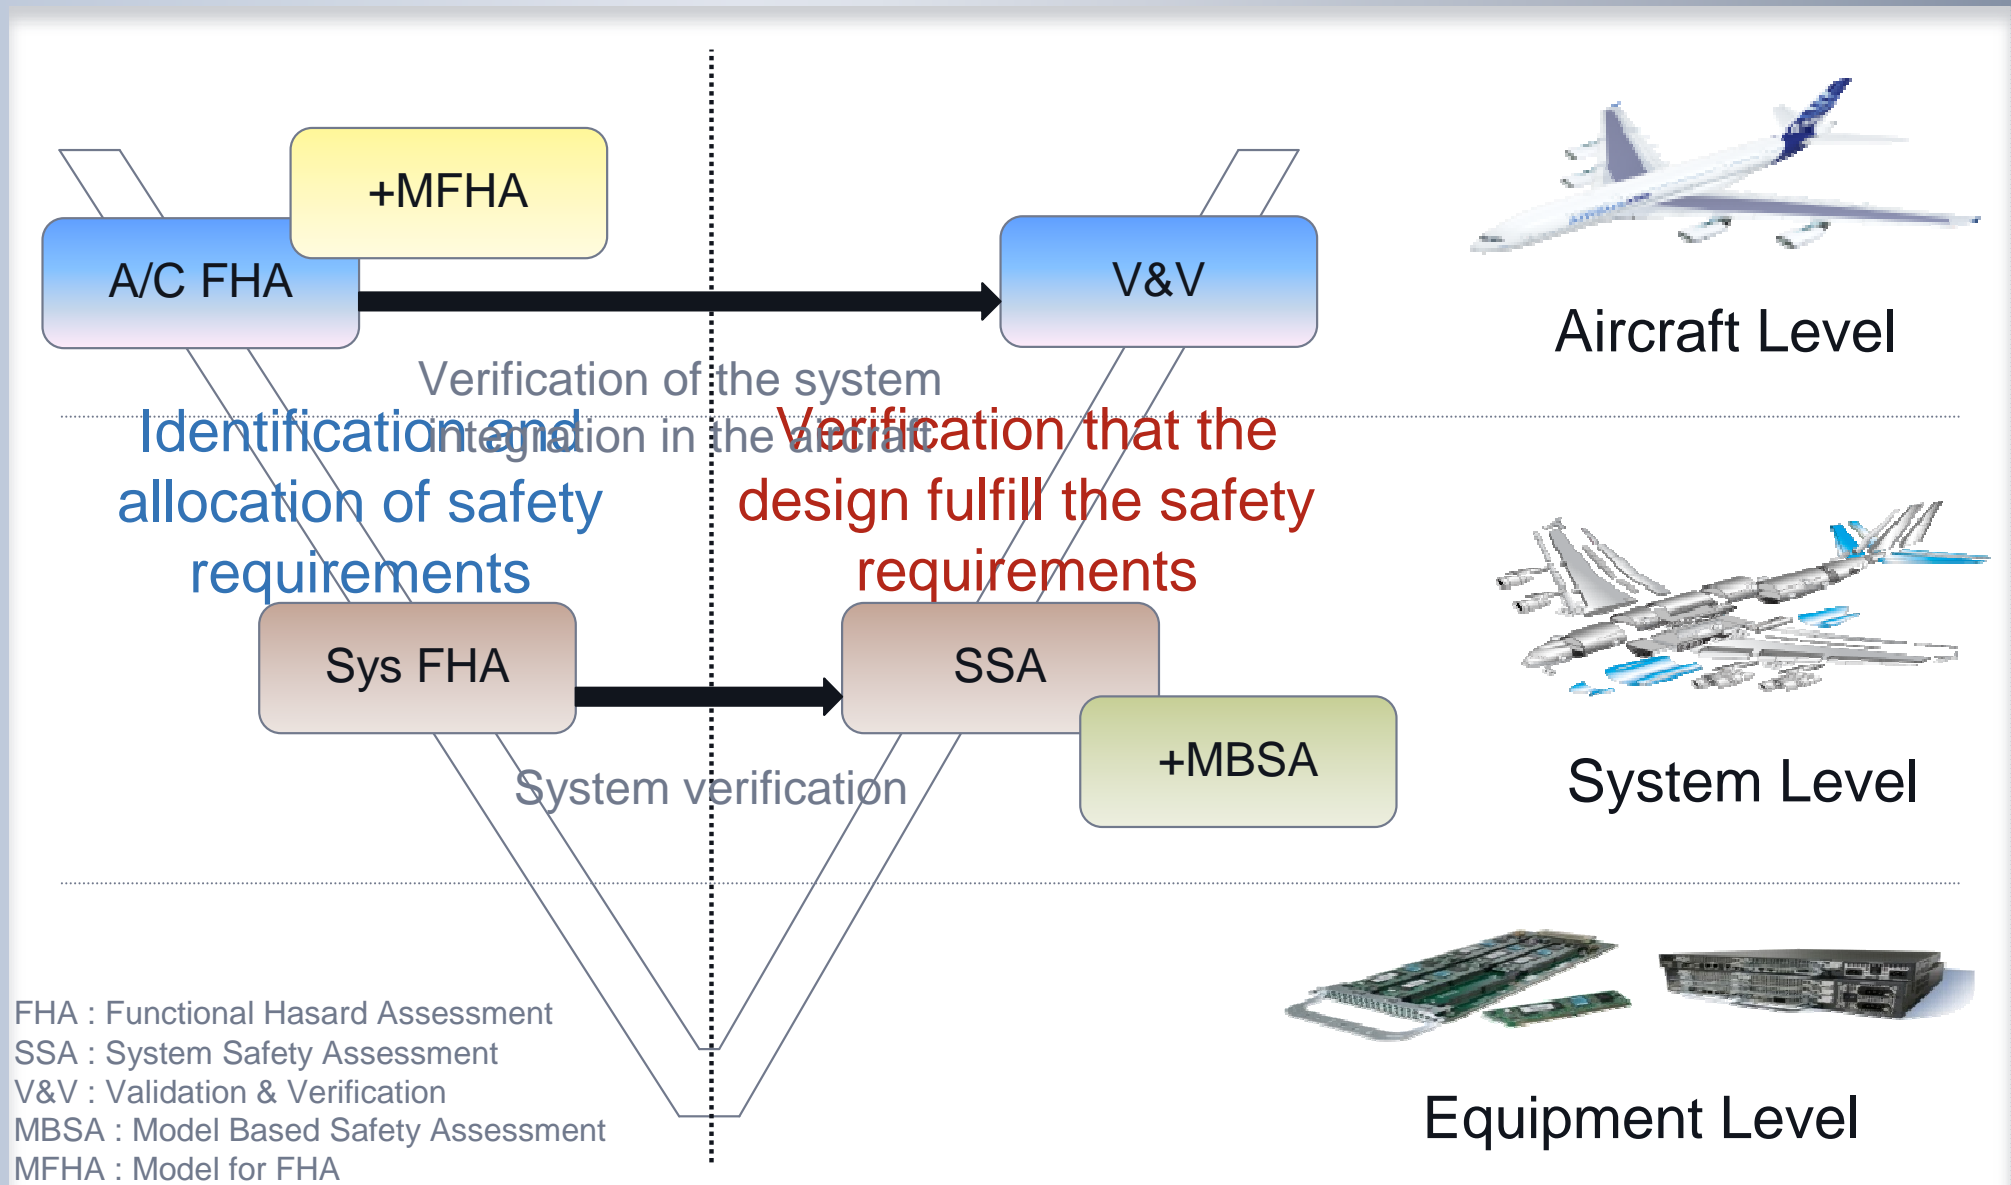 +MFHA
A/C FHA
V&V
Aircraft Level
Verification of the system
integration in the aircraft
Identification and
allocation of safety
requirements
Verification that the
design fulfill the safety
requirements
Sys FHA
SSA
+MBSA
System verification
System Level
FHA : Functional Hasard Assessment
SSA : System Safety Assessment
V&V : Validation & Verification
MBSA : Model Based Safety Assessment
MFHA : Model for FHA
Equipment Level